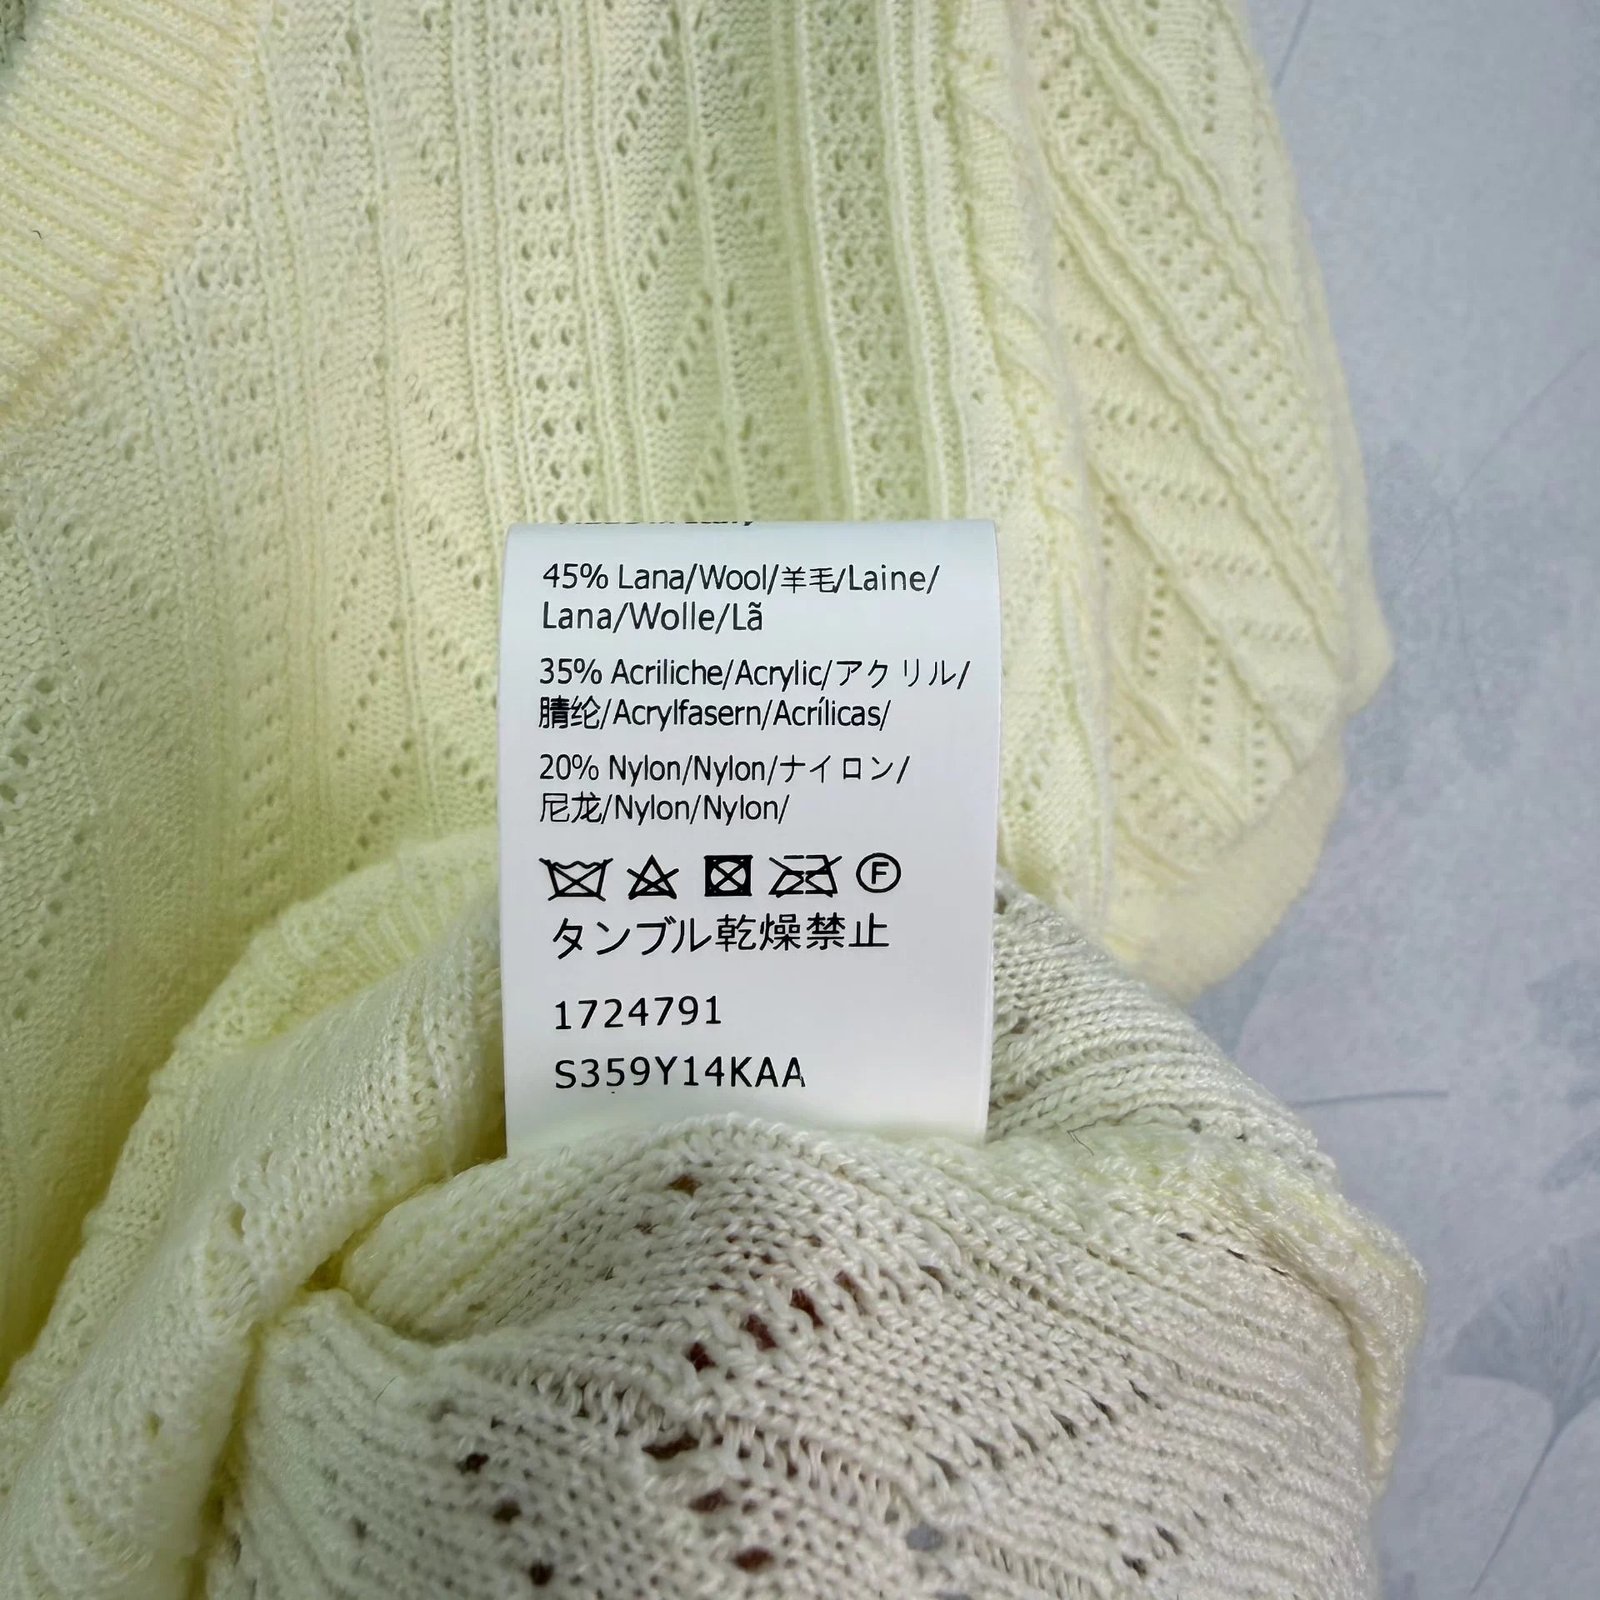 45% Lana/Wool/羊毛/Laine/
Lana/Wolle/Lã
35% Acriliche/Acrylic/アクリル/
腈纶/Acrylfasern/Acrílicas/
20% Nylon/Nylon/ナイロン/
尼龙/Nylon/Nylon/
F
タンブル乾燥禁止
1724791
S359Y14KAA